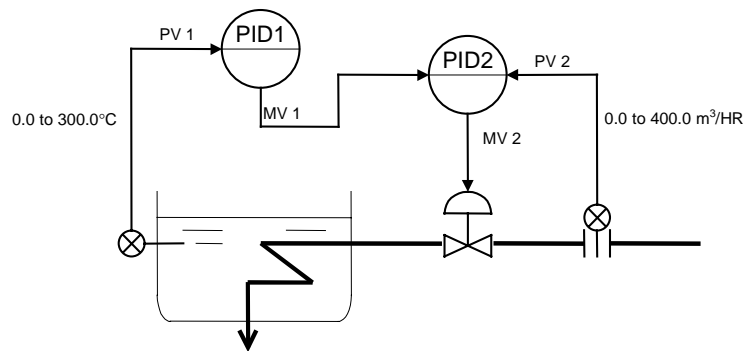 PV 1
PID1
PID2
PV 2
MV 1
0.0 to 300.0°C
0.0 to 400.0 m³/HR
MV 2